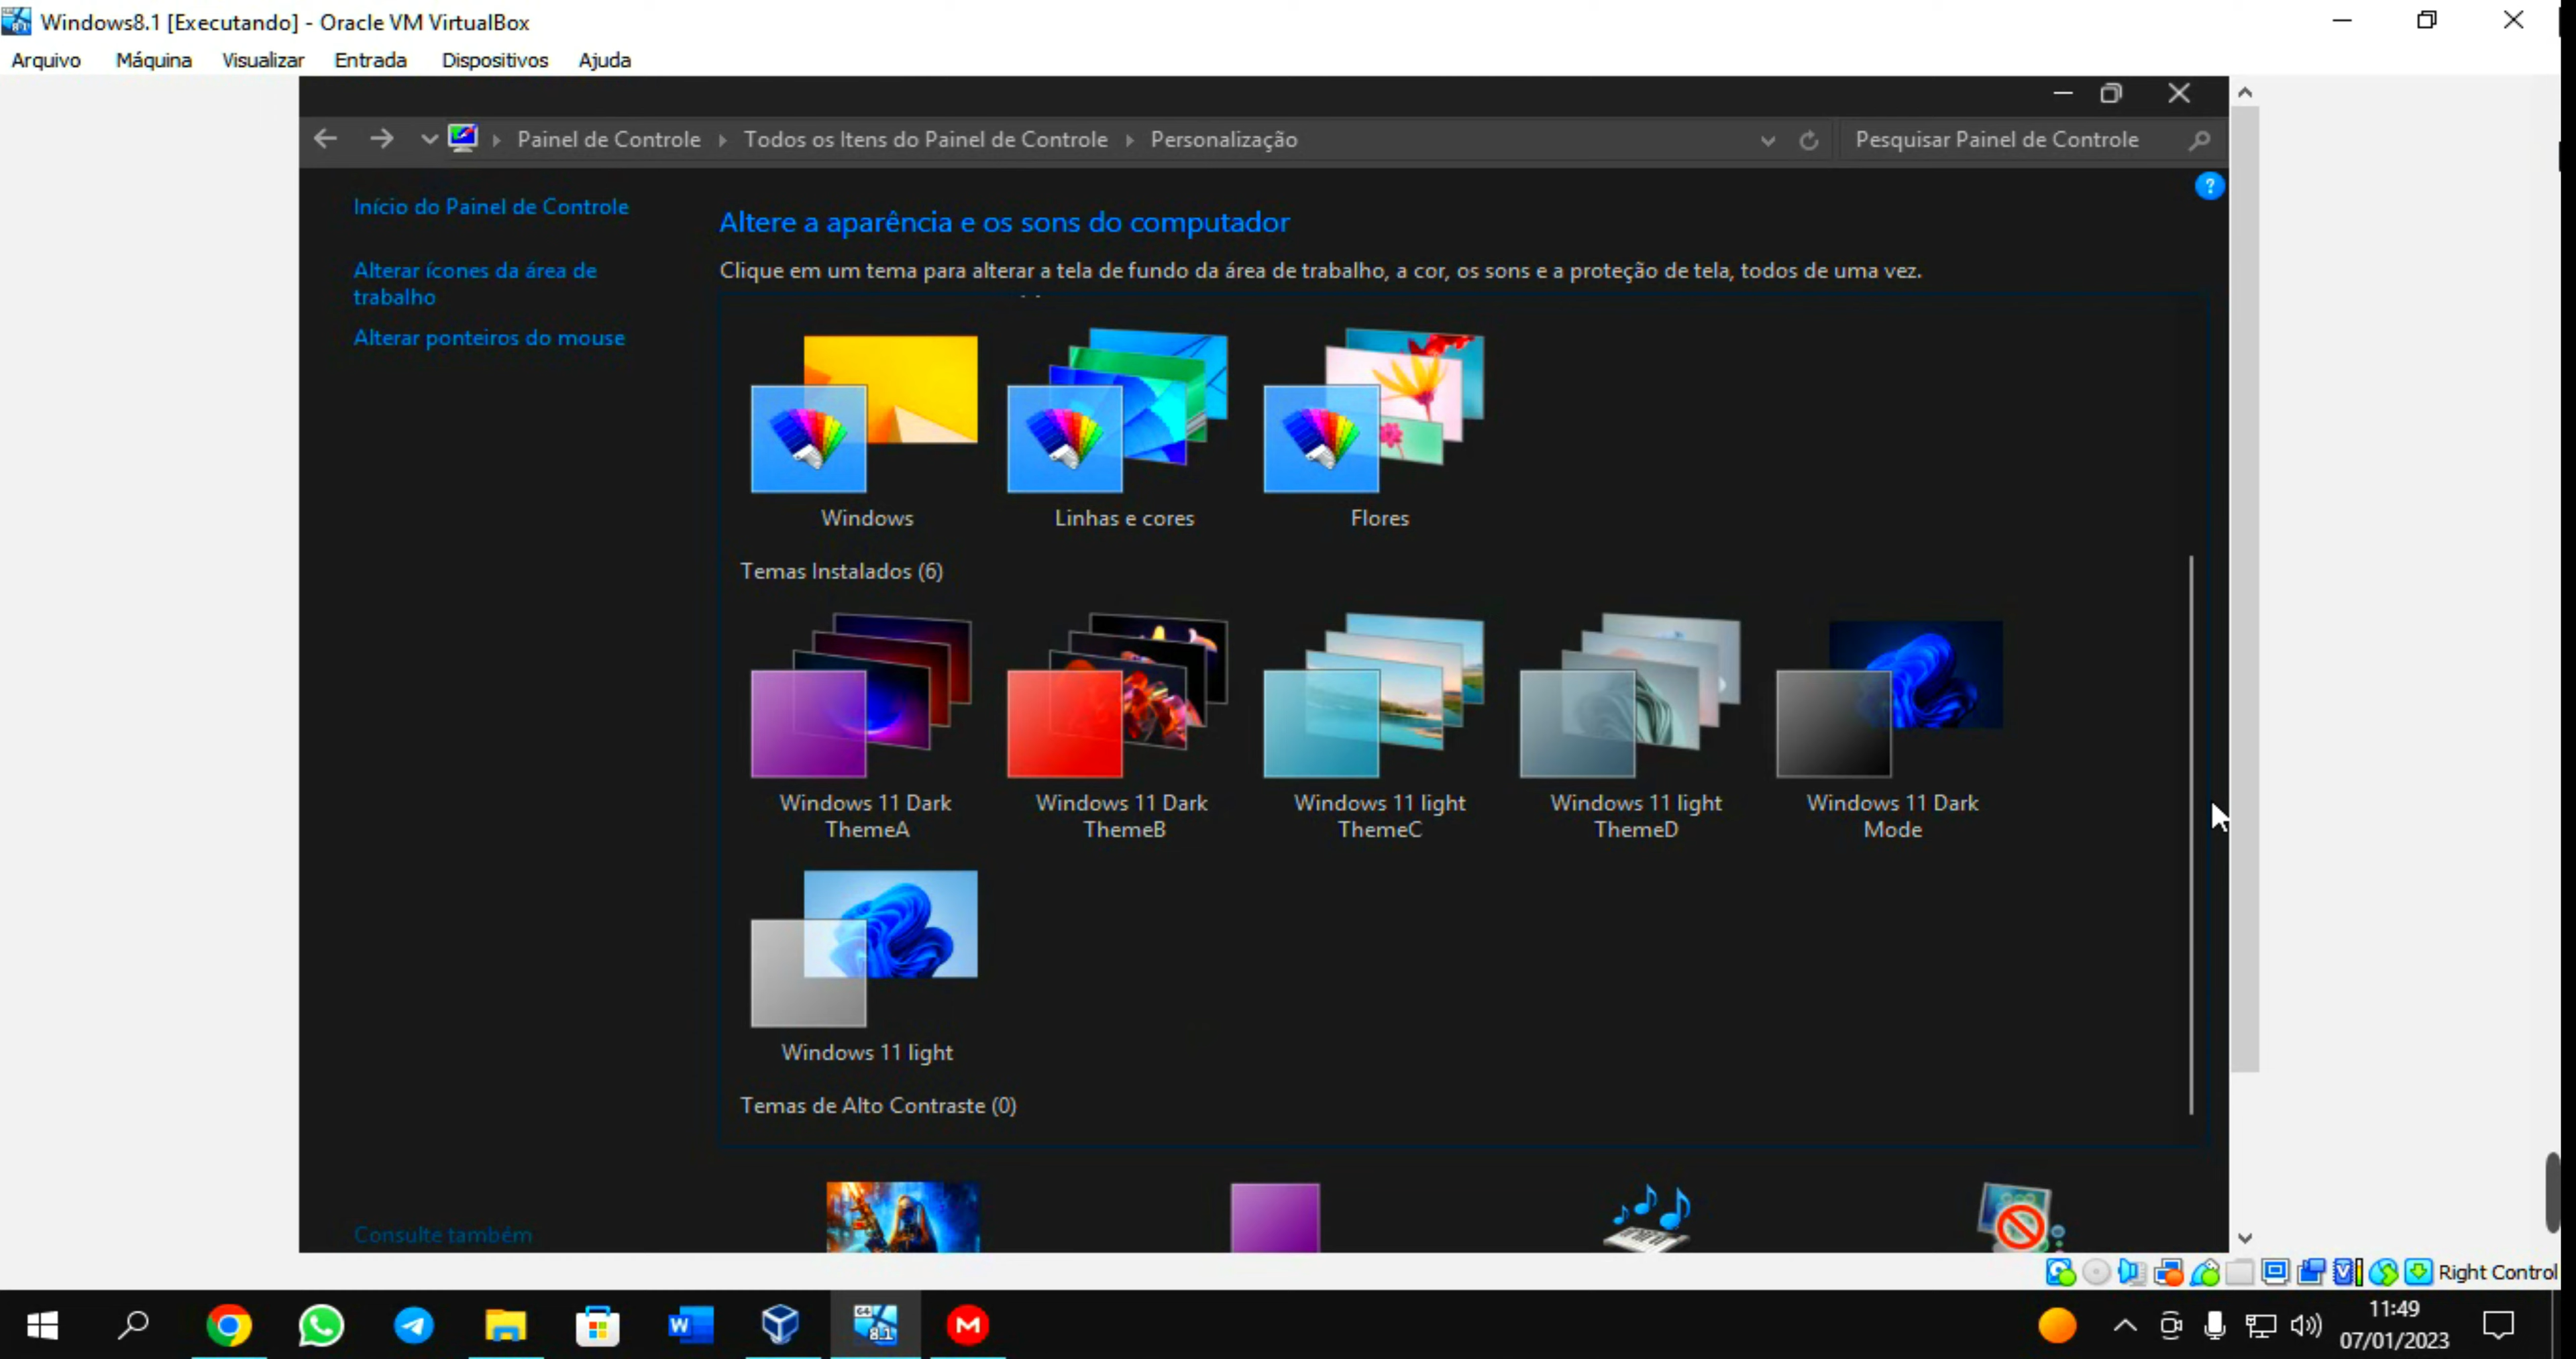 Windows8.1 [Executando] - Oracle VM VirtualBox
Arquivo Máquina Visualizar Entrada Dispositivos Ajuda
Painel de Controle Todos os Itens do Painel de Controle Personalização
Pesquisar Painel de Controle
?
Início do Painel de Controle
Alterar ícones da área de
trabalho
Alterar ponteiros do mouse
Altere a aparência e os sons do computador
Clique em um tema para alterar a tela de fundo da área de trabalho, a cor, os sons e a proteção de tela, todos de uma vez.
Windows Linhas e cores Flores
Temas Instalados (6)
Windows 11 Dark
ThemeA
Windows 11 Dark
ThemeB
Windows 11 light
ThemeC
Windows 11 light
ThemeD
Windows 11 Dark
Mode
Windows 11 light
Temas de Alto Contraste (0)
Consulte também
Right Control
W
64
8.1
M
11:49
07/01/2023